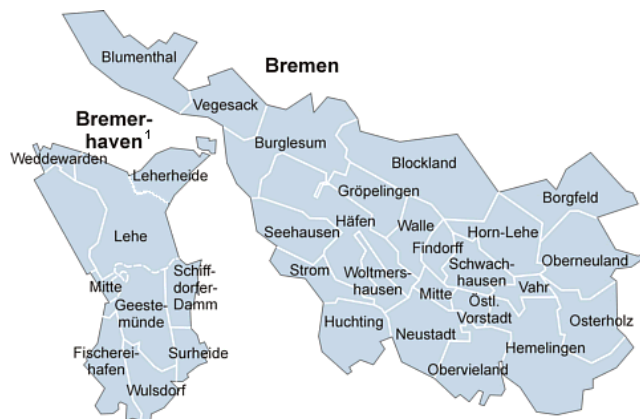 Blumenthal
Bremen
Vegesack
Bremer-
haven¹
Burglesum
Weddewarden
Leherheide
Blockland
Gröpelingen
Borgfeld
Häfen
Walle
Horn-Lehe
Seehausen
Findorff
Lehe
Schwach-
hausen
Oberneuland
Strom
Woltmers-
hausen
Mitte
Schiff-
dorfer-
Damm
Mitte
Östl.
Vorstadt
Vahr
Geeste-
münde
Huchting
Neustadt
Osterholz
Hemelingen
Fischerei-
hafen
Surheide
Obervieland
Wulsdorf